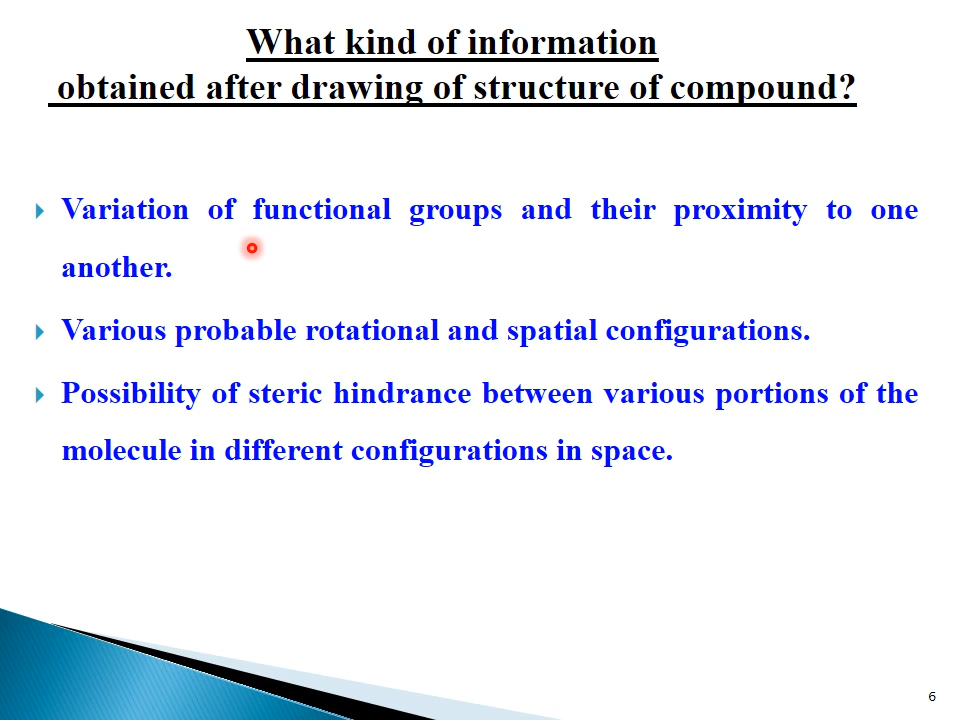 What kind of information
obtained after drawing of structure of compound?
Variation of functional groups and their proximity to one
another.
Various probable rotational and spatial configurations.
Possibility of steric hindrance between various portions of the
molecule in different configurations in space.
6